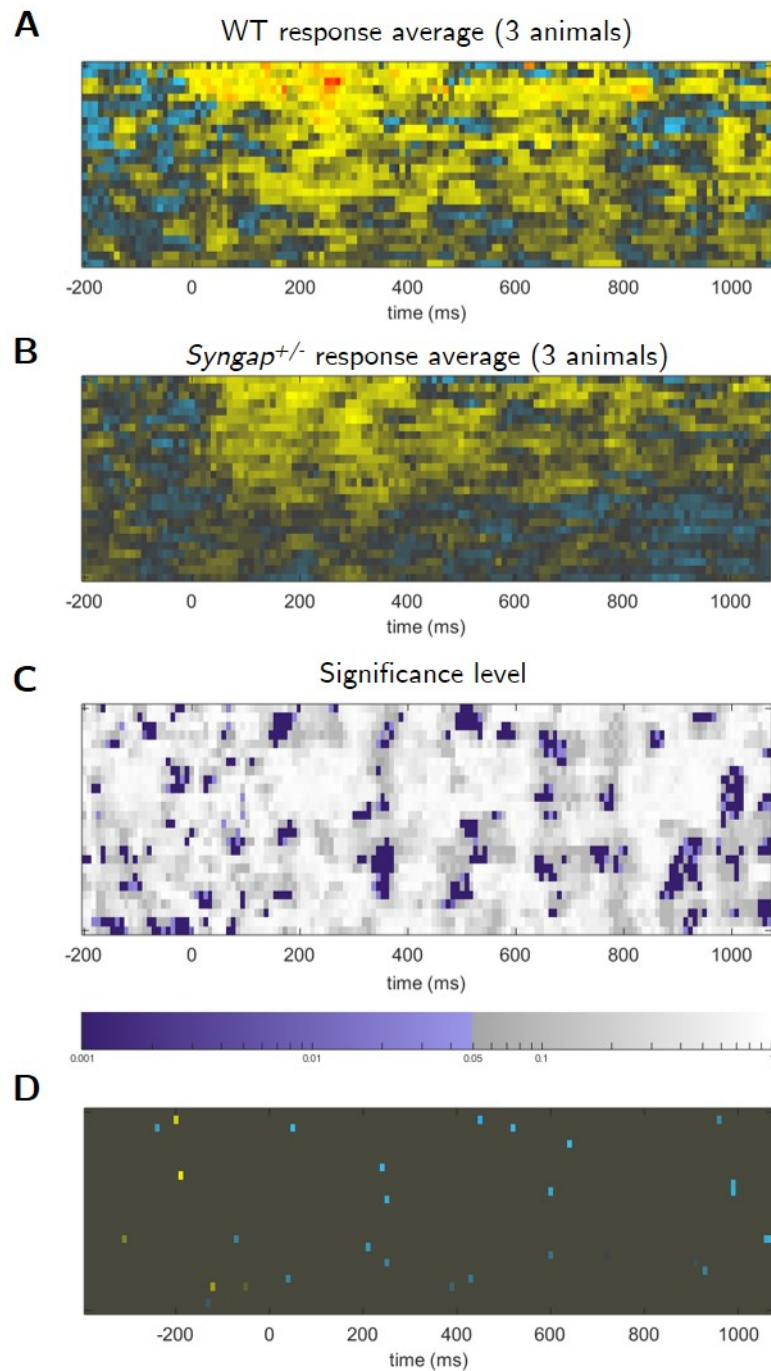 A
WT response average (3 animals)
-200 0 200 400 600 800 1000
time (ms)
B
Syngap+/- response average (3 animals)
-200 0 200 400 600 800 1000
time (ms)
C
Significance level
-200 0 200 400 600 800 1000
time (ms)
0.001 0.01 0.05 0.1 1
D
-200 0 200 400 600 800 1000
time (ms)